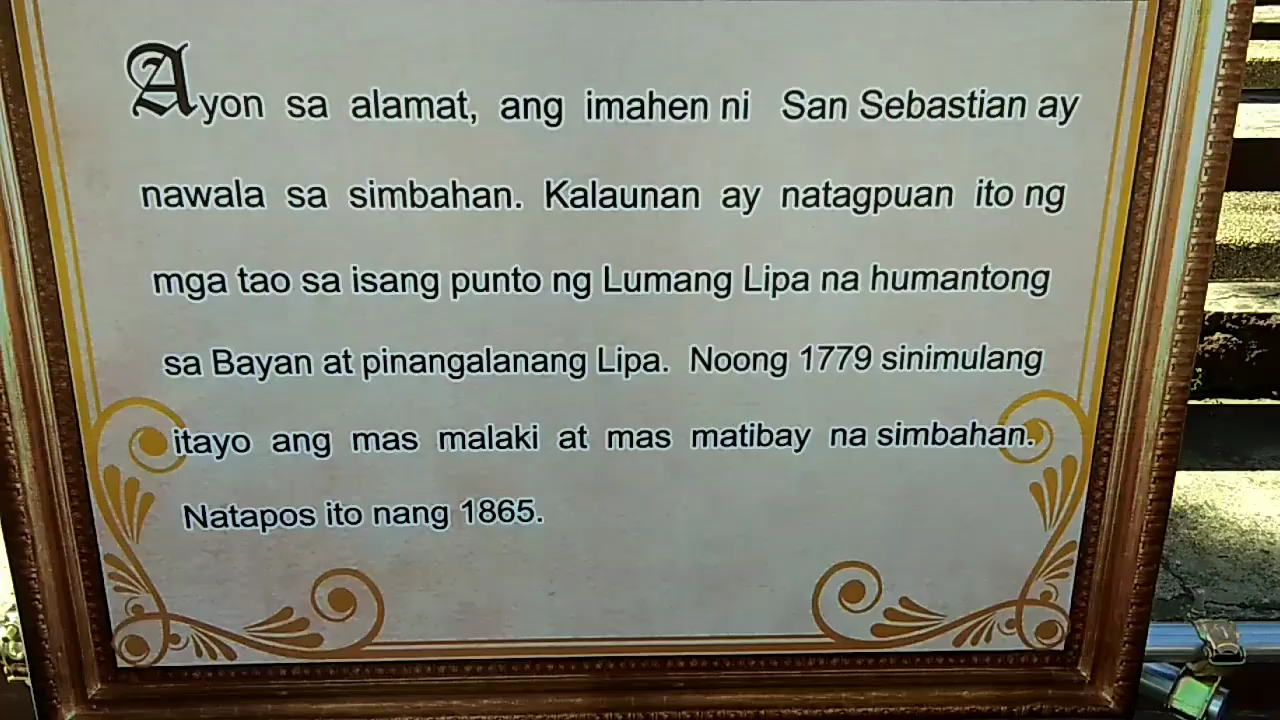 Ayon sa alamat, ang imahen ni San Sebastian ay
nawala sa simbahan. Kalaunan ay natagpuan ito ng
mga tao sa isang punto ng Lumang Lipa na humantong
sa Bayan at pinangalanang Lipa. Noong 1779 sinimulang
itayo ang mas malaki at mas matibay na simbahan.
Natapos ito nang 1865.